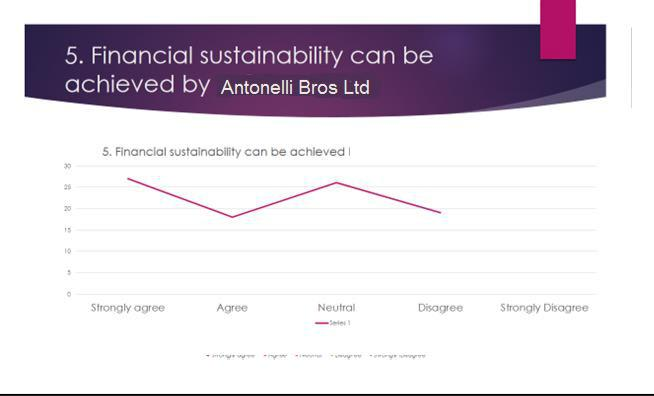 5. Financial sustainability can be
achieved by Antonelli Bros Ltd
5. Financial sustainability can be achieved
30
25
20
15
10
5
0
Strongly agree Agree Neutral Disagree Strongly Disagree
Series 1